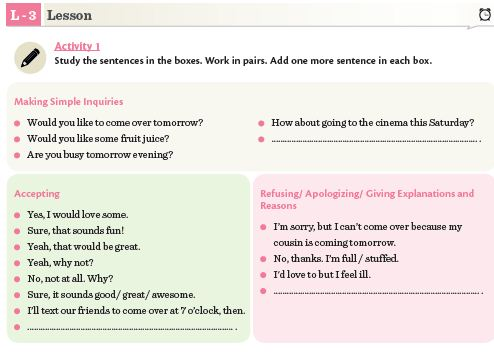 L - 3 Lesson
Activity 1
Study the sentences in the boxes. Work in pairs. Add one more sentence in each box.
Making Simple Inquiries
Would you like to come over tomorrow?
Would you like some fruit juice?
Are you busy tomorrow evening?
How about going to the cinema this Saturday?
.................................................................................... .
Accepting
Yes, I would love some.
Sure, that sounds fun!
Yeah, that would be great.
Yeah, why not?
No, not at all. Why?
Sure, it sounds good/ great/ awesome.
I'll text our friends to come over at 7 o'clock, then.
.................................................................................... .
Refusing/ Apologizing/ Giving Explanations and
Reasons
I'm sorry, but I can't come over because my
cousin is coming tomorrow.
No, thanks. I'm full / stuffed.
I'd love to but I feel ill.
.................................................................................... .